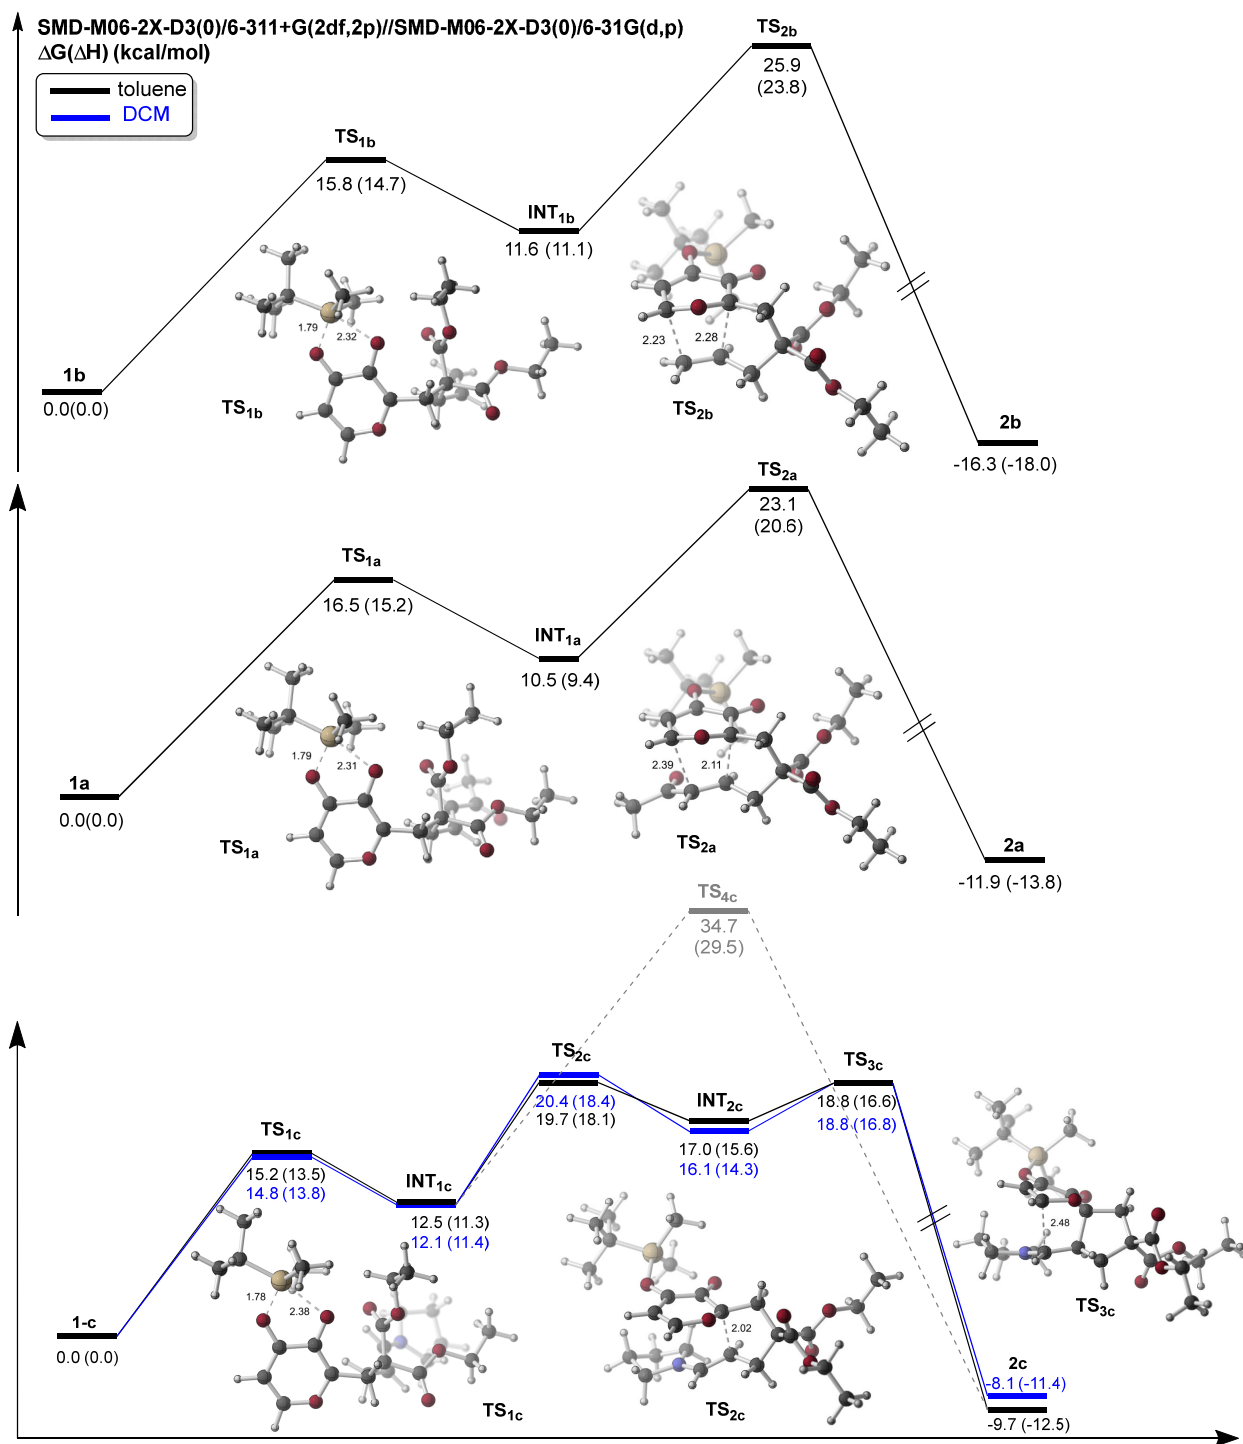 SMD-M06-2X-D3(0)/6-311+G(2df,2p)//SMD-M06-2X-D3(0)/6-31G(d,p)
ΔG(ΔH) (kcal/mol)
toluene
DCM
TS2b
25.9
(23.8)
TS1b
15.8 (14.7)
INT1b
11.6 (11.1)
1.79
2.32
2.23
2.28
1b
0.0(0.0)
TS1b
TS2b
2b
-16.3 (-18.0)
TS2a
23.1
(20.6)
TS1a
16.5 (15.2)
INT1a
10.5 (9.4)
1.79
2.31
2.39
2.11
1a
0.0(0.0)
TS1a
TS2a
2a
-11.9 (-13.8)
TS4c
34.7
(29.5)
TS2c
20.4 (18.4)
19.7 (18.1)
INT2c
17.0 (15.6)
16.1 (14.3)
TS3c
18.8 (16.6)
18.8 (16.8)
TS1c
15.2 (13.5)
14.8 (13.8)
INT1c
12.5 (11.3)
12.1 (11.4)
2.48
1.78
2.38
2.02
TS3c
1-c
0.0 (0.0)
TS1c
TS2c
2c
-8.1 (-11.4)
-9.7 (-12.5)